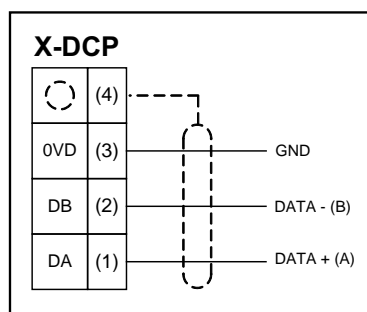 X-DCP
(4)
0VD (3) GND
DB (2) DATA - (B)
DA (1) DATA + (A)